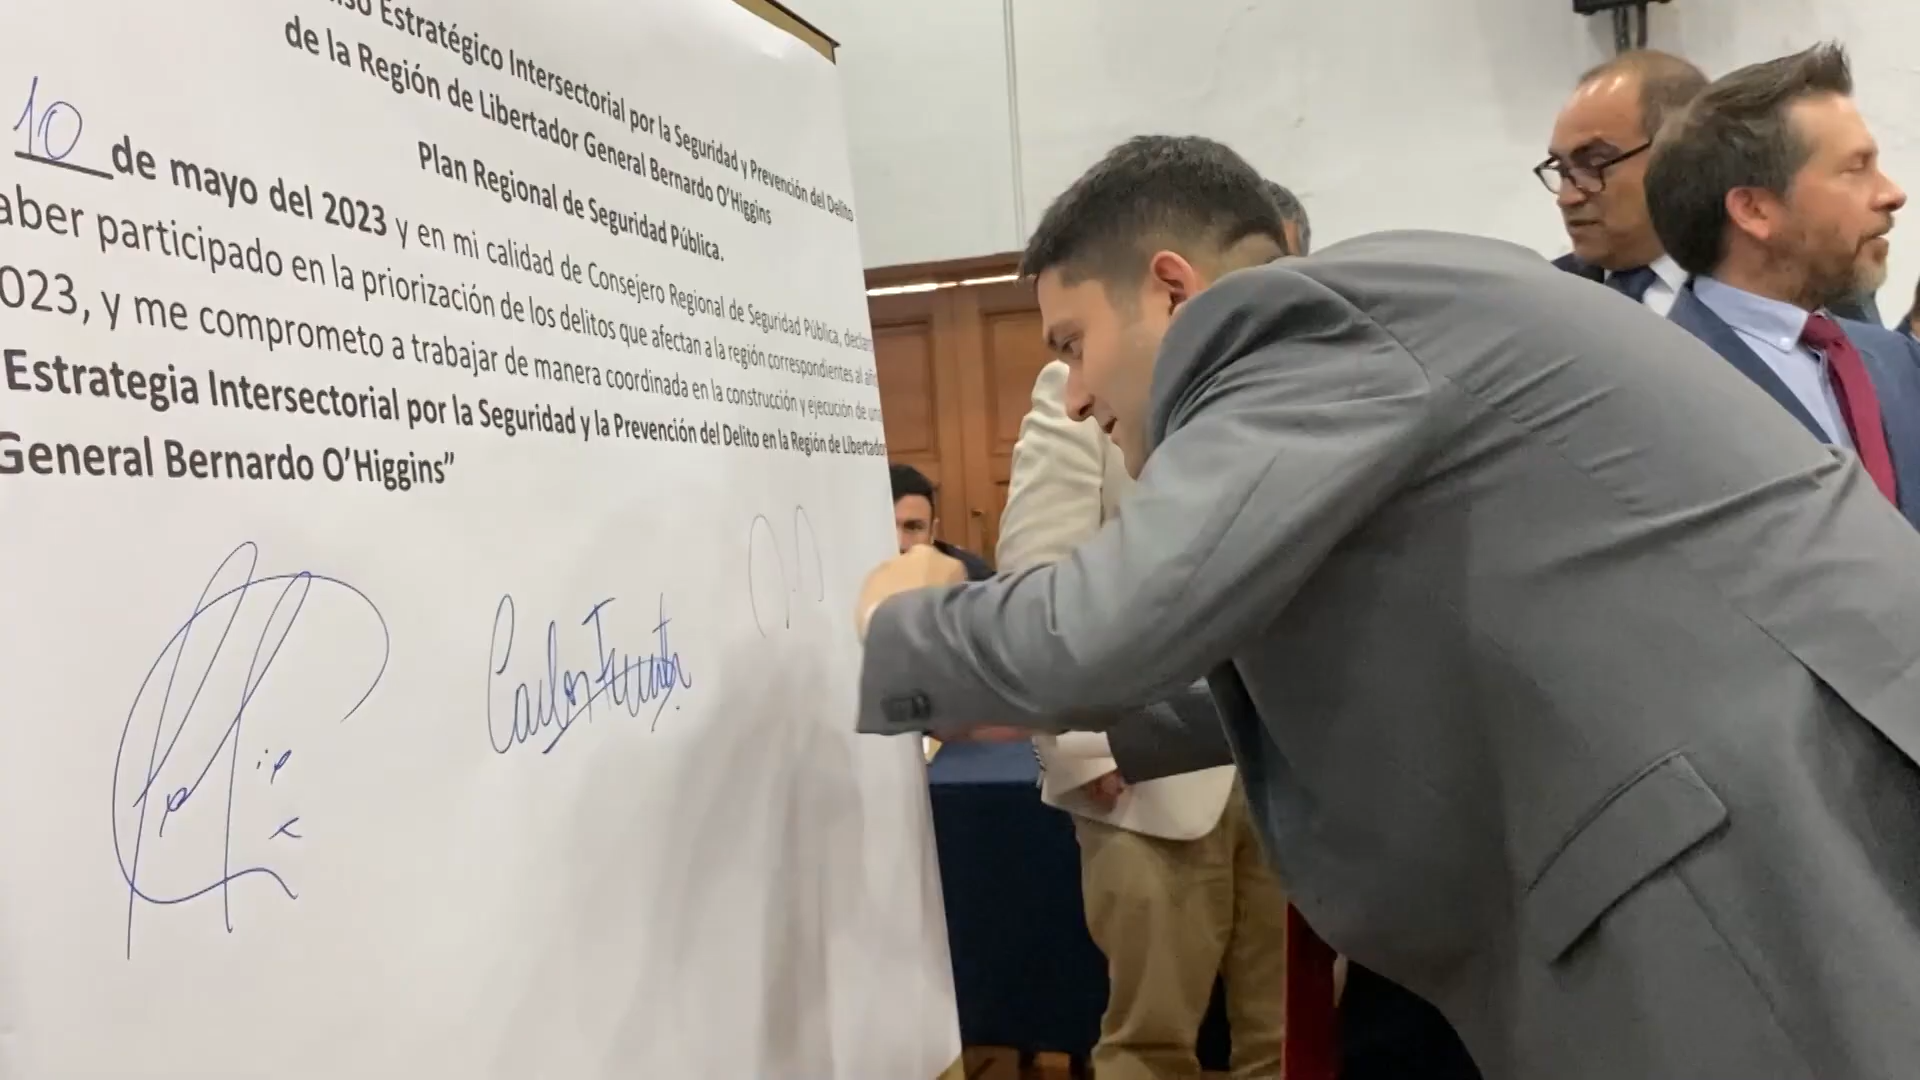 Estratégico Intersectorial por la Seguridad y Prevención del Delito
de la Región de Libertador General Bernardo O'Higgins
Plan Regional de Seguridad Pública.
10 de mayo del 2023 y en mi calidad de Consejero Regional de Seguridad Pública, declaro
aber participado en la priorización de los delitos que afectan a la región correspondientes al año
023, y me comprometo a trabajar de manera coordinada en la construcción y ejecución de una
Estrategia Intersectorial por la Seguridad y la Prevención del Delito en la Región de Libertador
General Bernardo O'Higgins”
Carlos